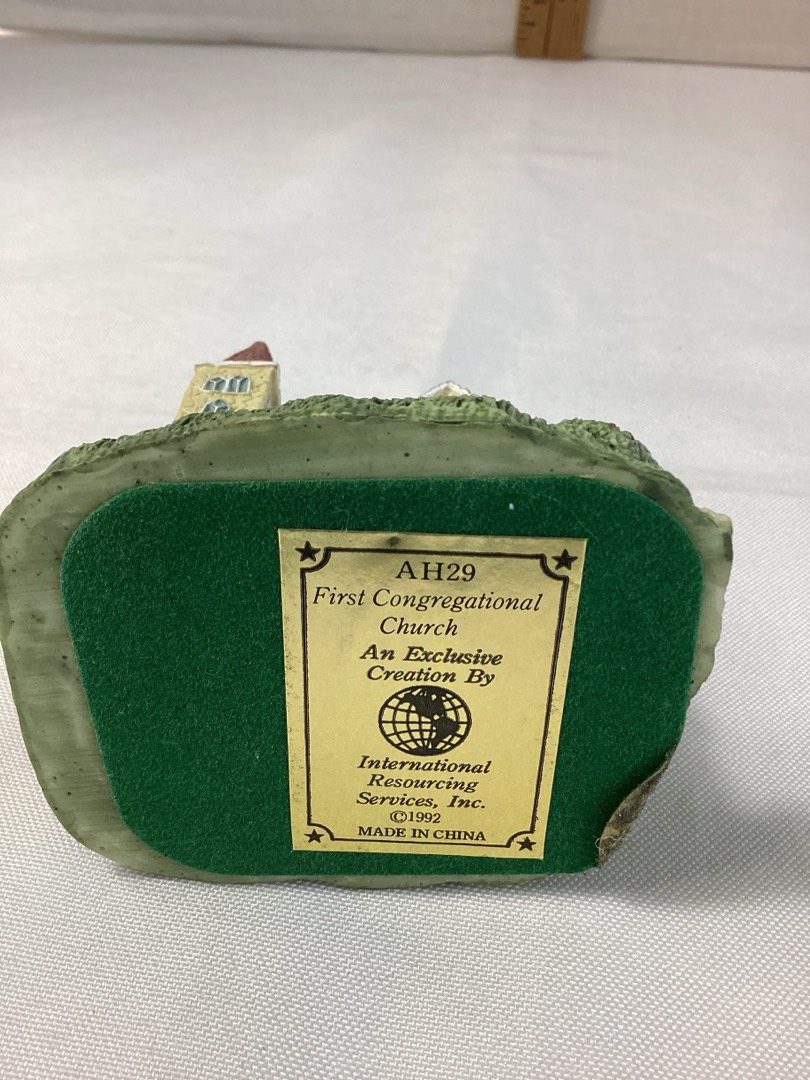 AH29
First Congregational
Church
An Exclusive
Creation By
International
Resourcing
Services, Inc.
©1992
MADE IN CHINA